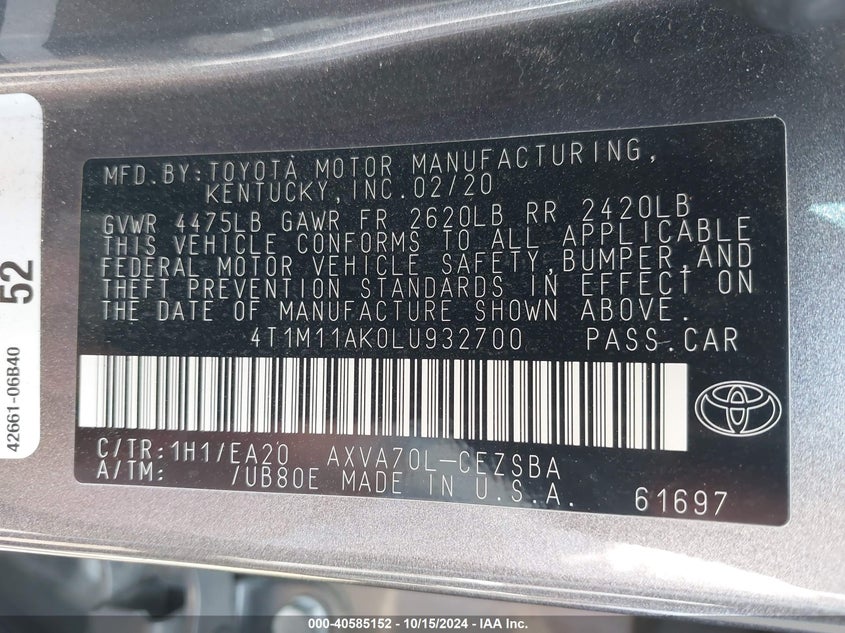 MFD.BY:TOYOTA MOTOR MANUFACTURING,
KENTUCKY,INC.02/20
GVWR 4475LB GAWR FR 2620LB RR 2420LB
THIS VEHICLE CONFORMS TO ALL APPLICABLE
FEDERAL MOTOR VEHICLE SAFETY,BUMPER,AND
THEFT PREVENTION STANDARDS IN EFFECT ON
THE DATE OF MANUFACTURE SHOWN ABOVE.
4T1M11AK0LU932700 PASS.CAR
C/TR:1H1/EA20 AXVA70L-CEZSBA
A/TM: /UB80E MADE IN U.S.A. 61697
52
42661-06B40
COPART - 40585152 - 10/15/2024 - IAA Inc.